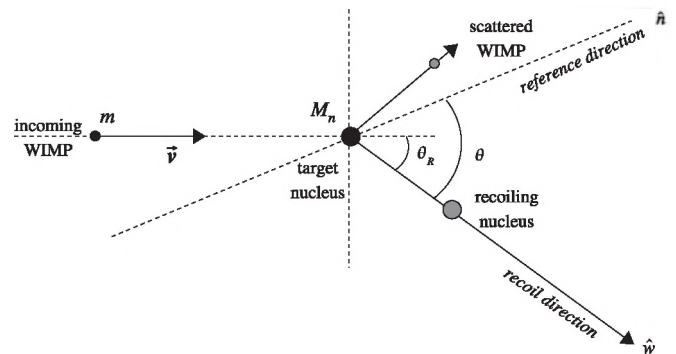 scattered
WIMP
n̂
reference direction
incoming
WIMP
m
v⃗
M_n
target
nucleus
θ_R
θ
recoiling
nucleus
recoil direction
ŵ